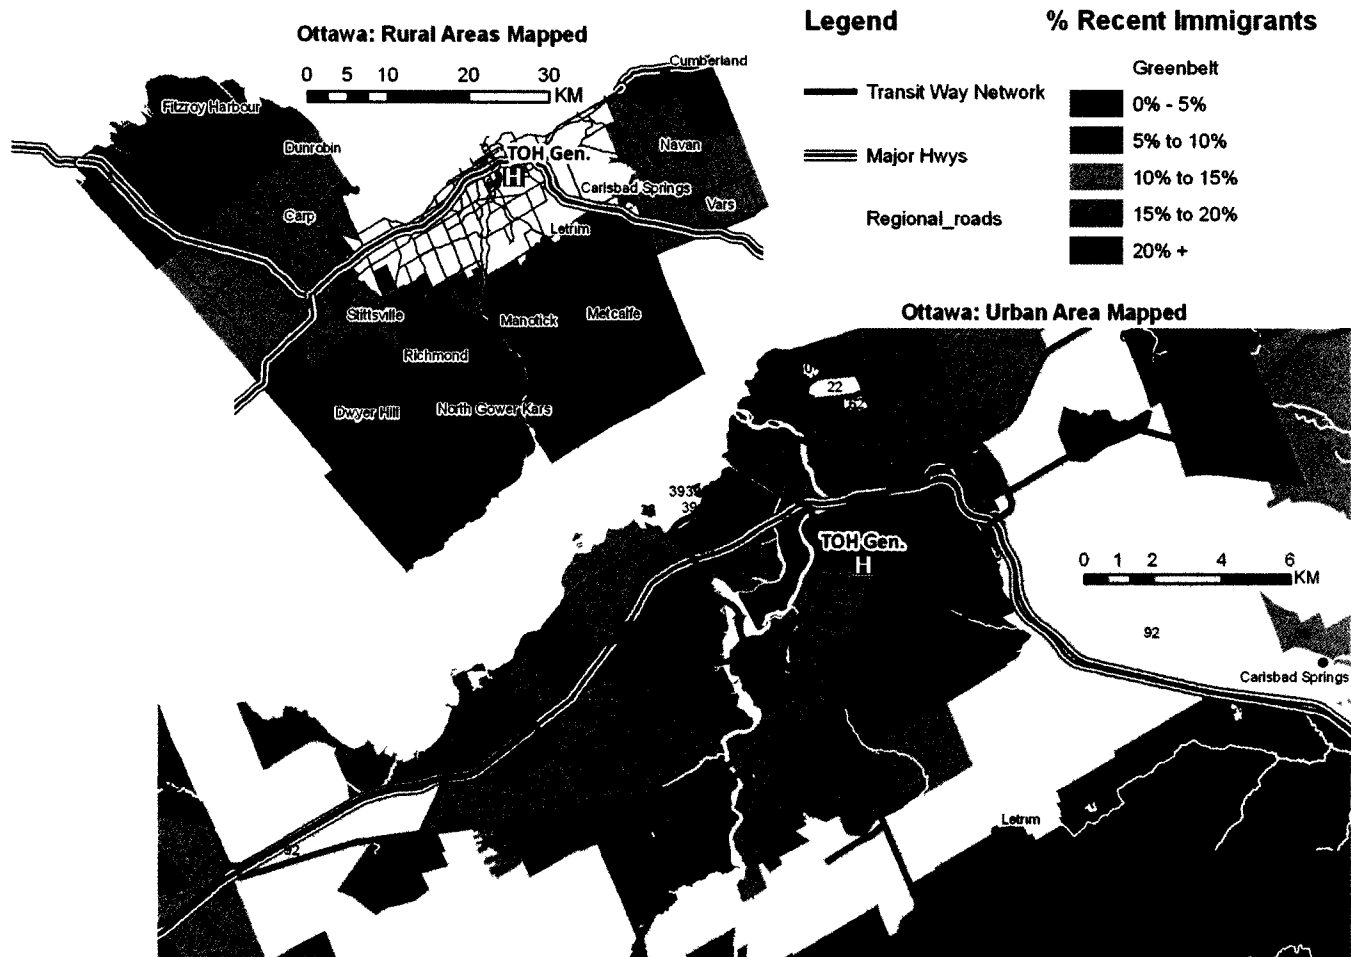 Ottawa: Rural Areas Mapped
0 5 10 20 30
KM
Cumberland
Fitzroy Harbour
Dunrobin
Navan
TOH Gen.
H
Carlsbad Springs
Carp
Vars
Letrim
Stittsville
Manotick
Metcalfe
Richmond
Dwyer Hill
North Gower Kars
Legend
Transit Way Network
Major Hwys
Regional_roads
% Recent Immigrants
Greenbelt
0% - 5%
5% to 10%
10% to 15%
15% to 20%
20% +
Ottawa: Urban Area Mapped
22
62
39
TOH Gen.
H
0 1 2 4 6
KM
92
Carlsbad Springs
Letrim
92